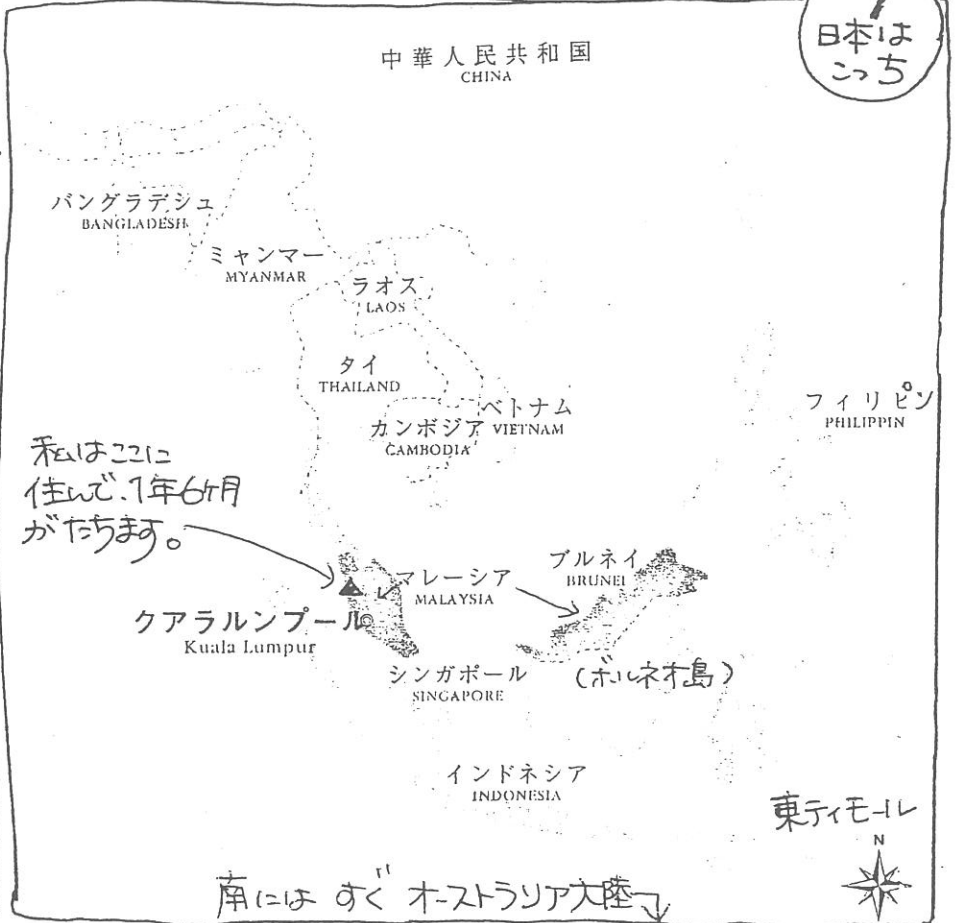 日本は
こっち
中華人民共和国
CHINA
バングラデシュ
BANGLADESH
ミャンマー
MYANMAR
ラオス
LAOS
タイ
THAILAND
ベトナム
VIETNAM
カンボジア
CAMBODIA
フィリピン
PHILIPPIN
私はここに
住んで、1年6ヶ月
がたちます。
マレーシア
MALAYSIA
ブルネイ
BRUNEI
クアラルンプール
Kuala Lumpur
シンガポール
SINGAPORE
(ボルネオ島)
インドネシア
INDONESIA
東ティモール
N
南には すぐ オーストラリア大陸